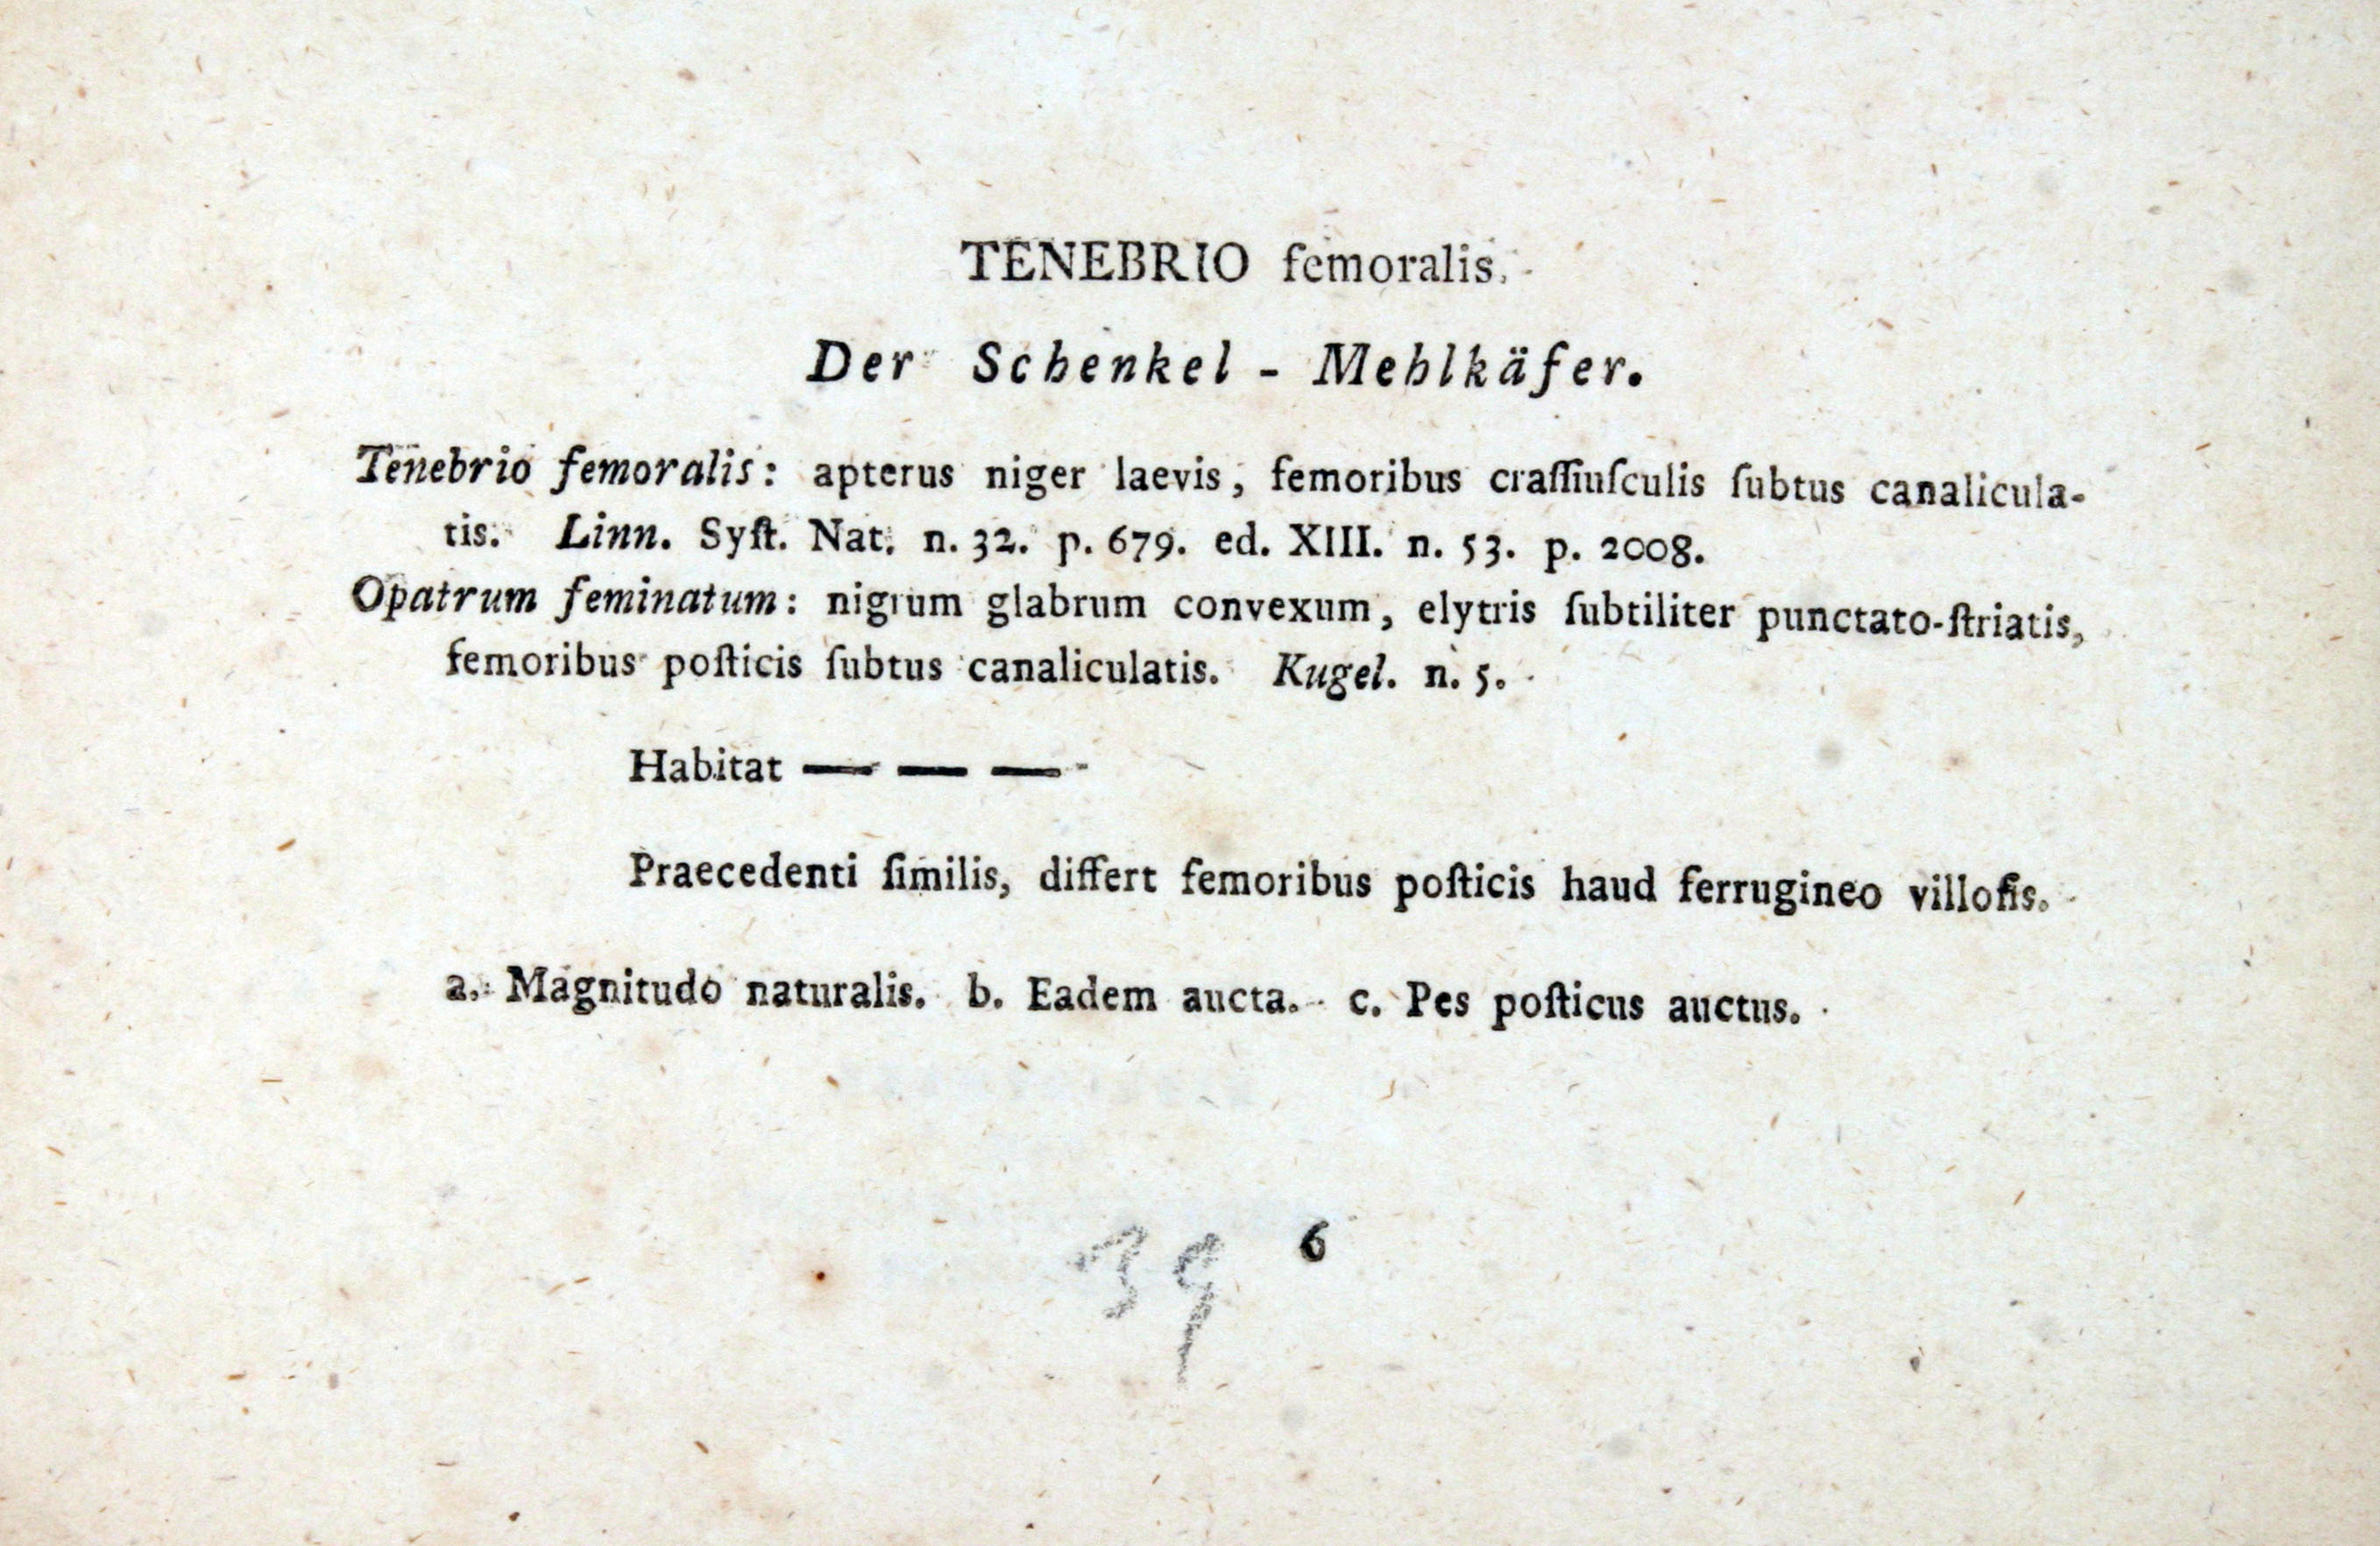 TENEBRIO femoralis.
Der Schenkel - Mehlkäfer.
Tenebrio femoralis: apterus niger laevis, femoribus craſſiuſculis ſubtus canalicula-
tis. Linn. Syſt. Nat. n. 32. p. 679. ed. XIII. n. 53. p. 2008.
Opatrum feminatum: nigrum glabrum convexum, elytris ſubtiliter punctato-ſtriatis,
femoribus poſticis ſubtus canaliculatis. Kugel. n. 5.
Habitat — — —
Praecedenti ſimilis, differt femoribus poſticis haud ferrugineo villoſis.
a. Magnitudo naturalis. b. Eadem aucta. c. Pes poſticus auctus.
39 6